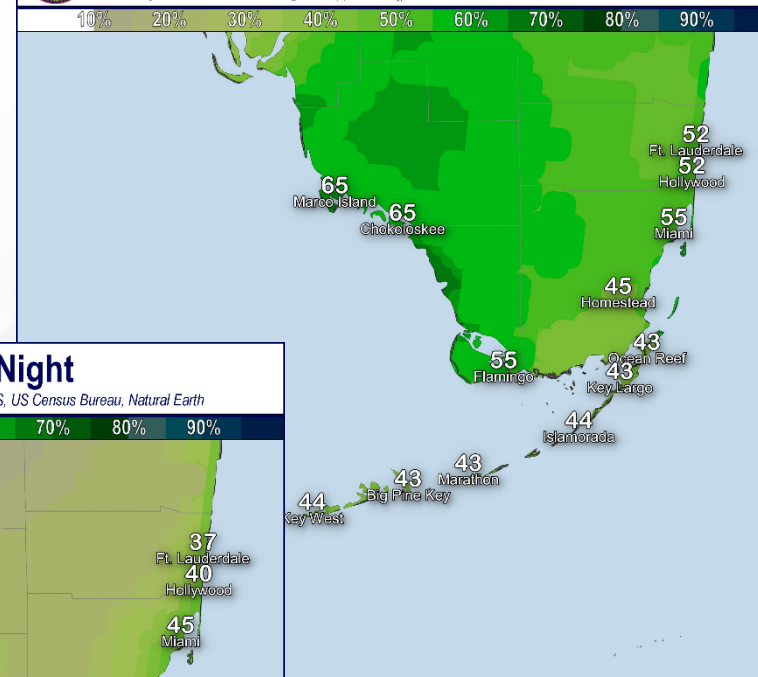 10% 20% 30% 40% 50% 60% 70% 80% 90%
52
Ft. Lauderdale
52
Hollywood
65
Marco Island
65
Chokoloskee
55
Miami
45
Homestead
43
Ocean Reef
55
Flamingo
43
Key Largo
44
Islamorada
43
Marathon
43
Big Pine Key
44
Key West
Night
S, US Census Bureau, Natural Earth
70% 80% 90%
37
Ft. Lauderdale
40
Hollywood
45
Miami